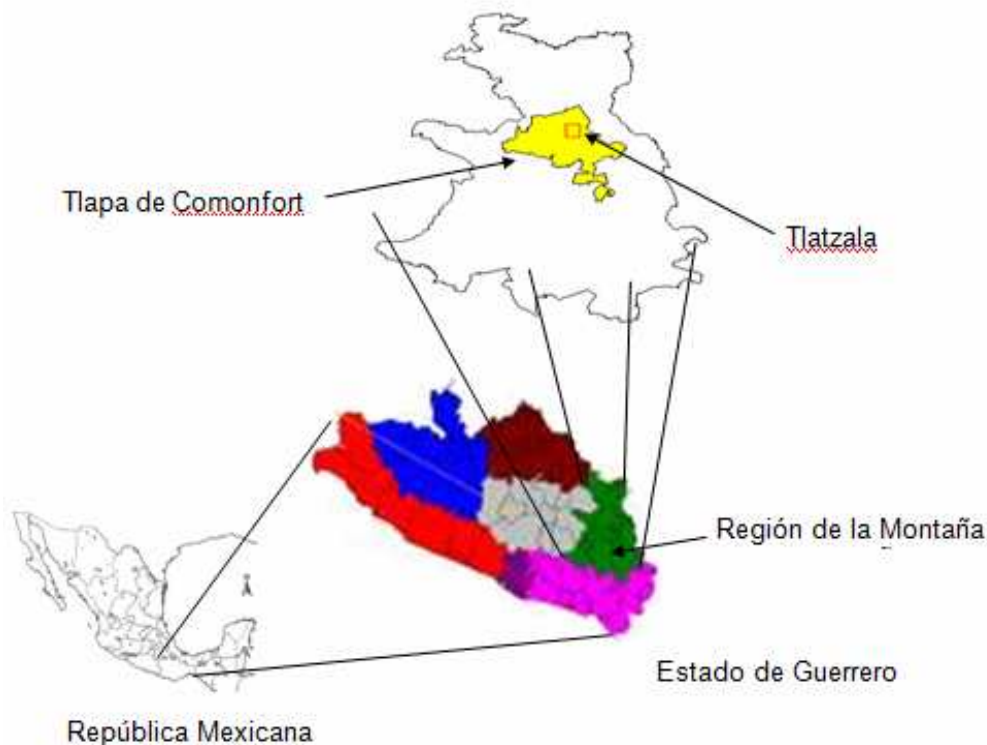 Tlapa de Comonfort
Tlatzala
Región de la Montaña
Estado de Guerrero
República Mexicana